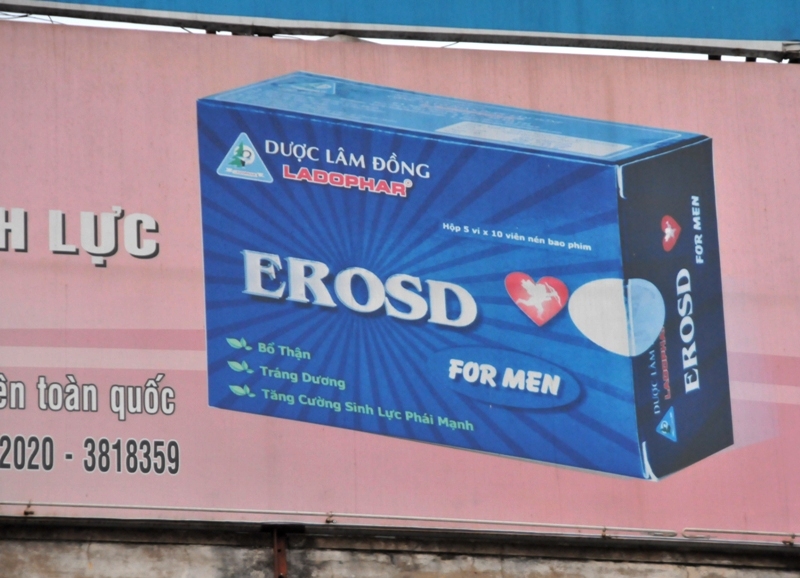 H LỰC
ên toàn quốc
2020 - 3818359
DƯỢC LÂM ĐỒNG
LADOPHAR®
Hộp 5 vỉ x 10 viên nén bao phim
EROSD
Bổ Thận
Tráng Dương
Tăng Cường Sinh Lực Phái Mạnh
FOR MEN
EROSD
FOR MEN
DƯỢC LÂM
LADOPHAR